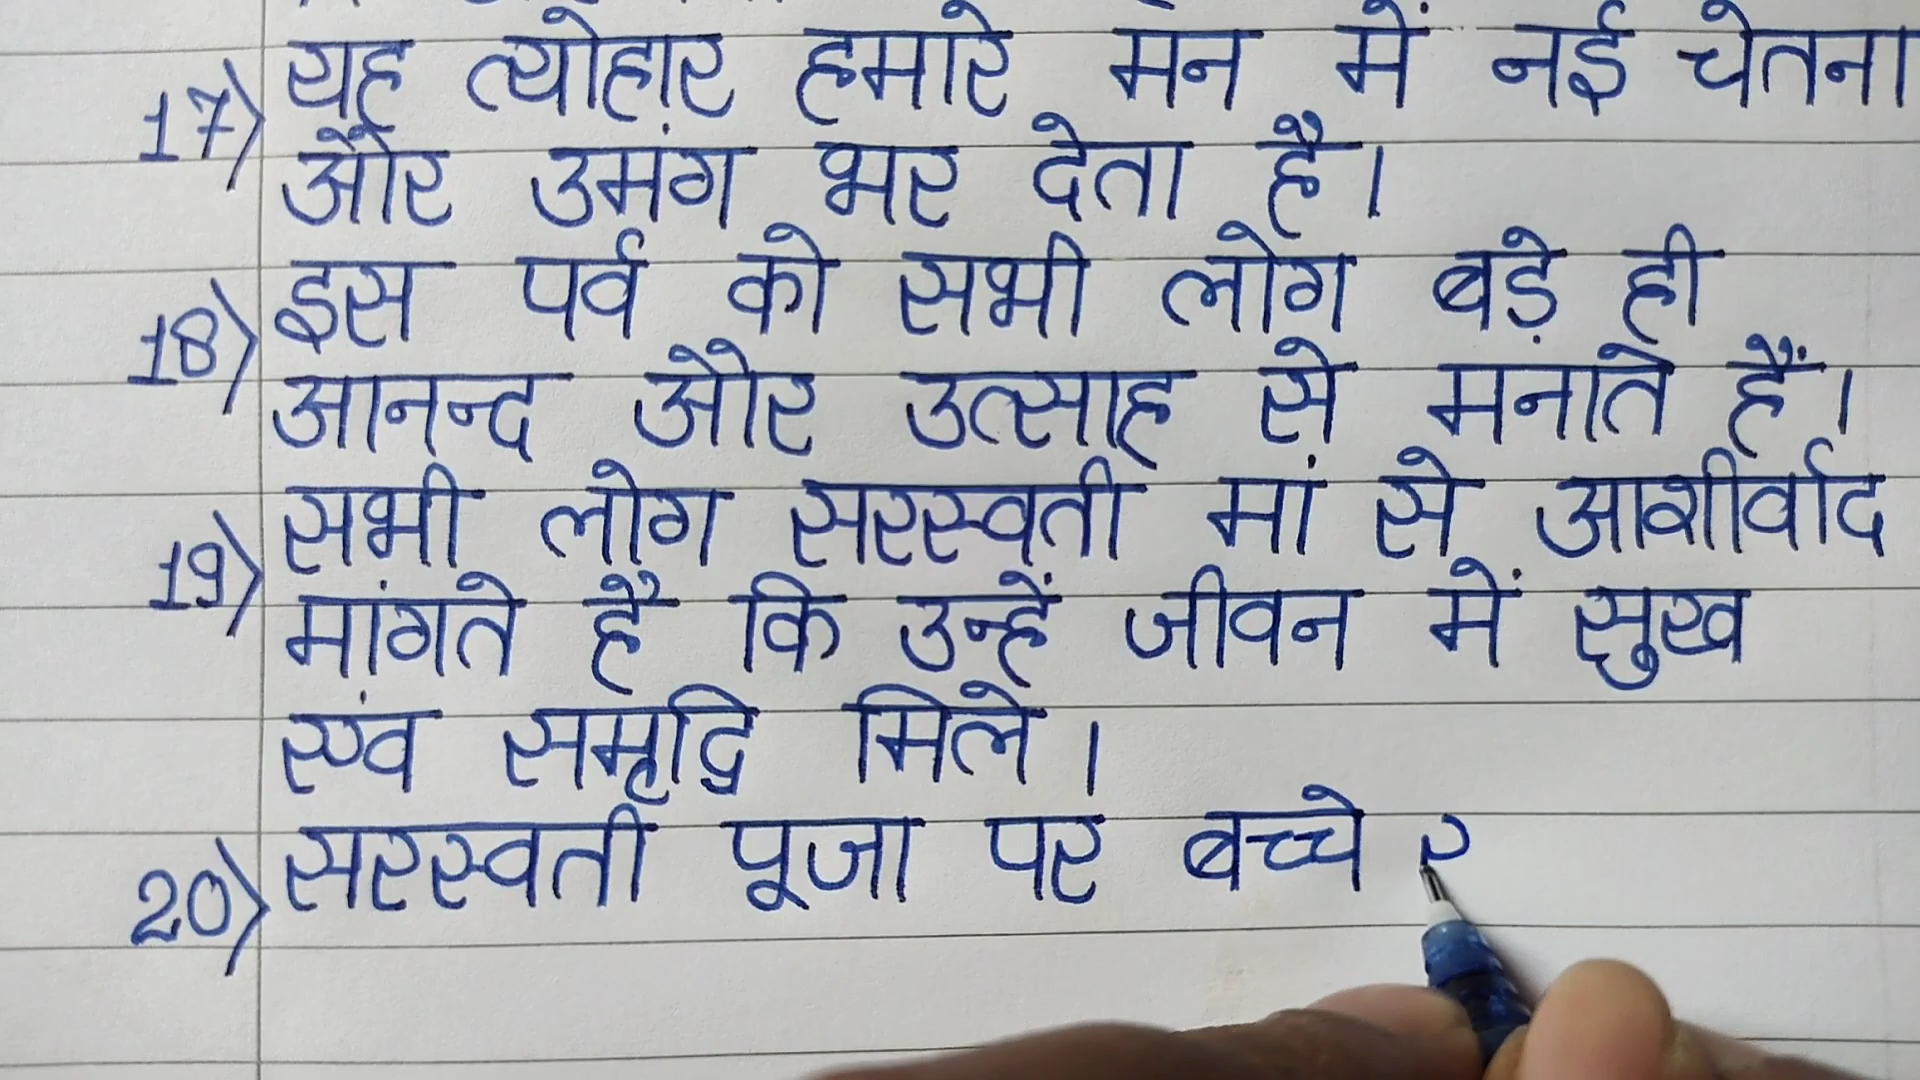 17) यह त्योहार हमारे मन में नई चेतना
और उमंग भर देता है।
18) इस पर्व को सभी लोग बड़े ही
आनन्द और उत्साह से मनाते हैं।
19) सभी लोग सरस्वती मां से आशीर्वाद
मांगते है कि उन्हें जीवन में सुख
एंव समृद्वि मिले।
20) सरस्वती पूजा पर बच्चे